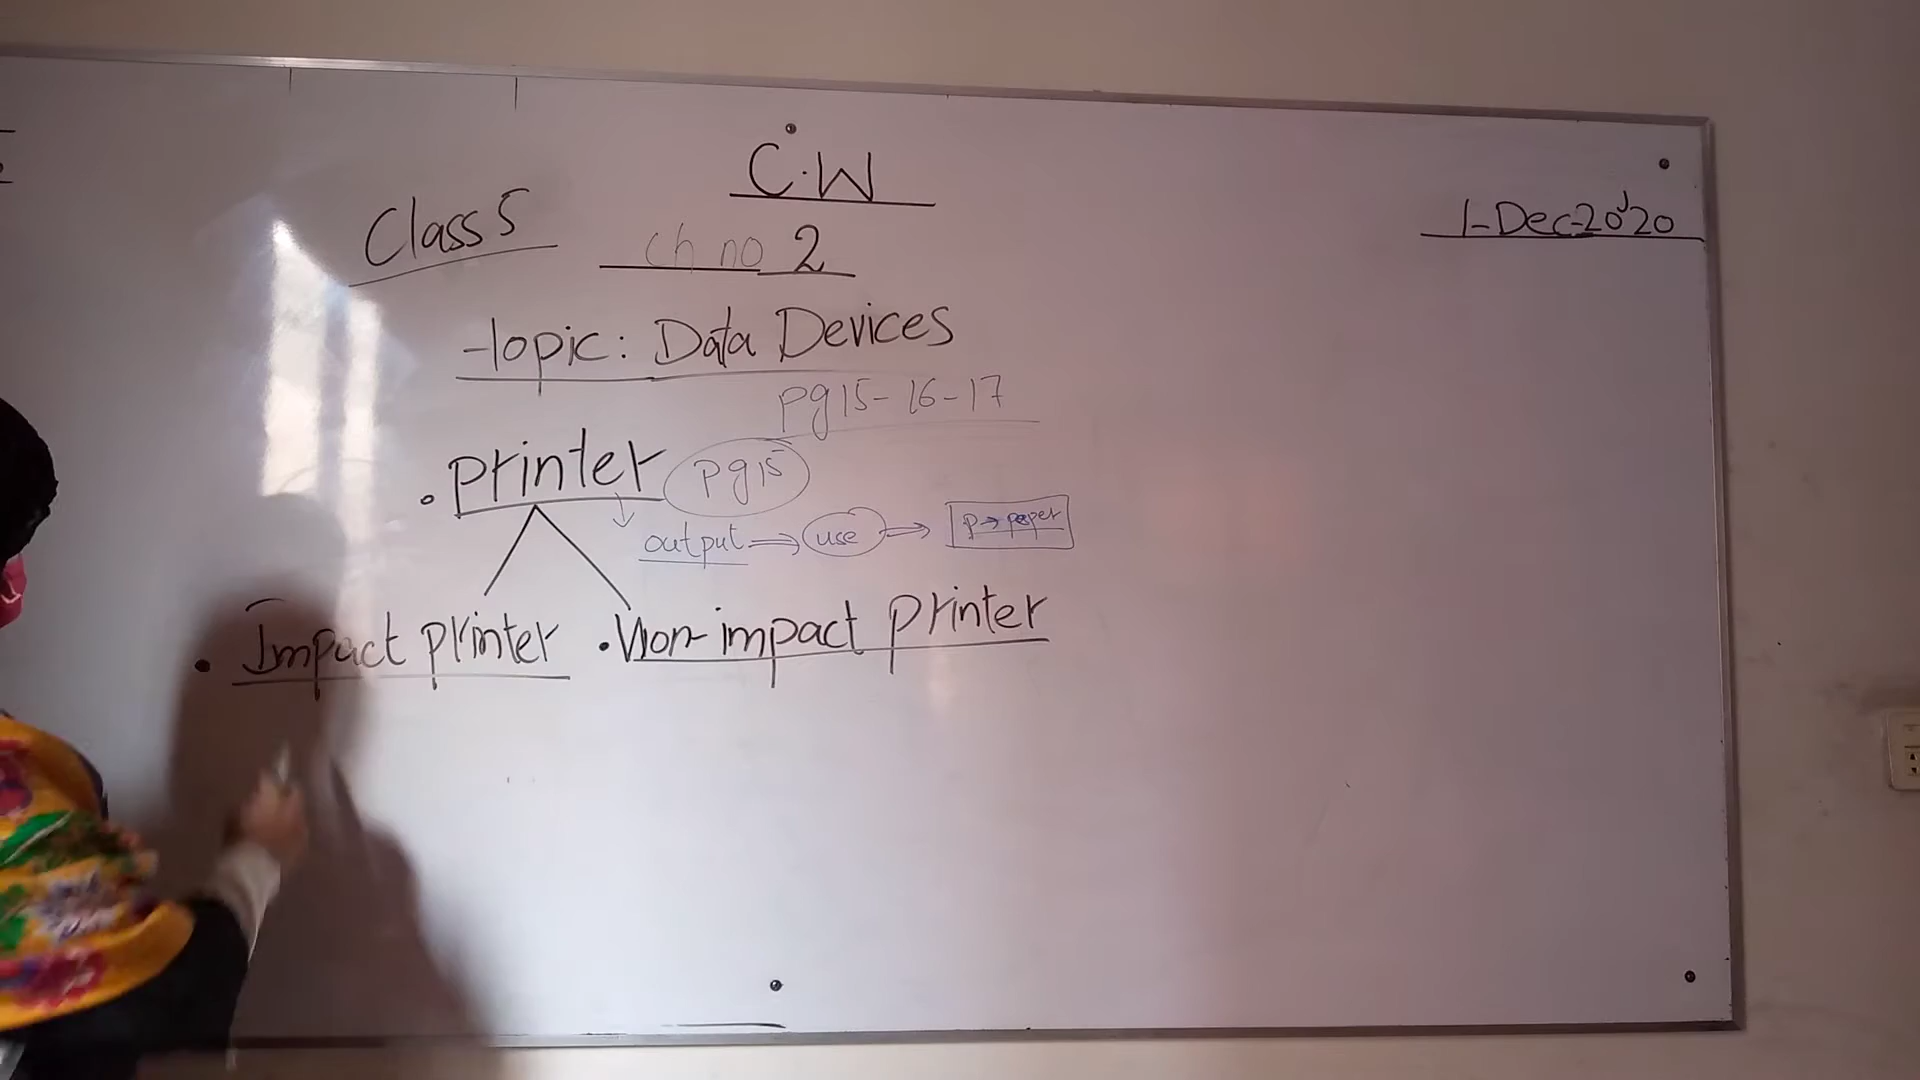 C.W
Class 5
1-Dec-2020
ch no 2
Topic: Data Devices
pg 15-16-17
. printer pg 15
output ⇒ use → p→ paper
. Impact printer . Non-impact printer